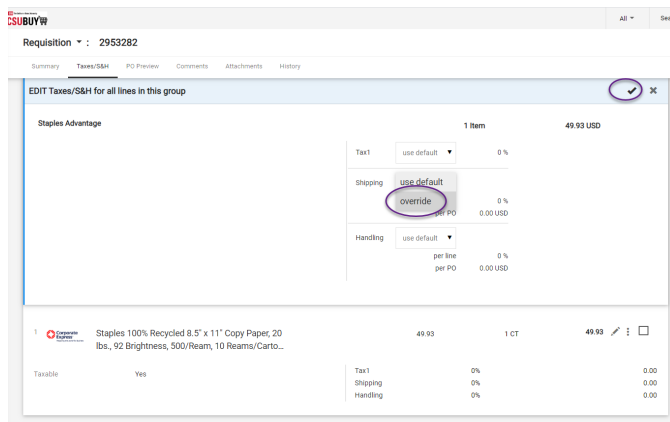 CSUBUY
All
Sea
Requisition : 2953282
Summary Taxes/S&H PO Preview Comments Attachments History
EDIT Taxes/S&H for all lines in this group
Staples Advantage 1 Item 49.93 USD
Tax1 use default 0 %
Shipping use default
override 0 %
per PO 0.00 USD
Handling use default
per line 0 %
per PO 0.00 USD
1 Corporate Express Staples 100% Recycled 8.5" x 11" Copy Paper, 20 49.93 1 CT 49.93
lbs., 92 Brightness, 500/Ream, 10 Reams/Carto...
Taxable Yes Tax1 0% 0.00
Shipping 0% 0.00
Handling 0% 0.00